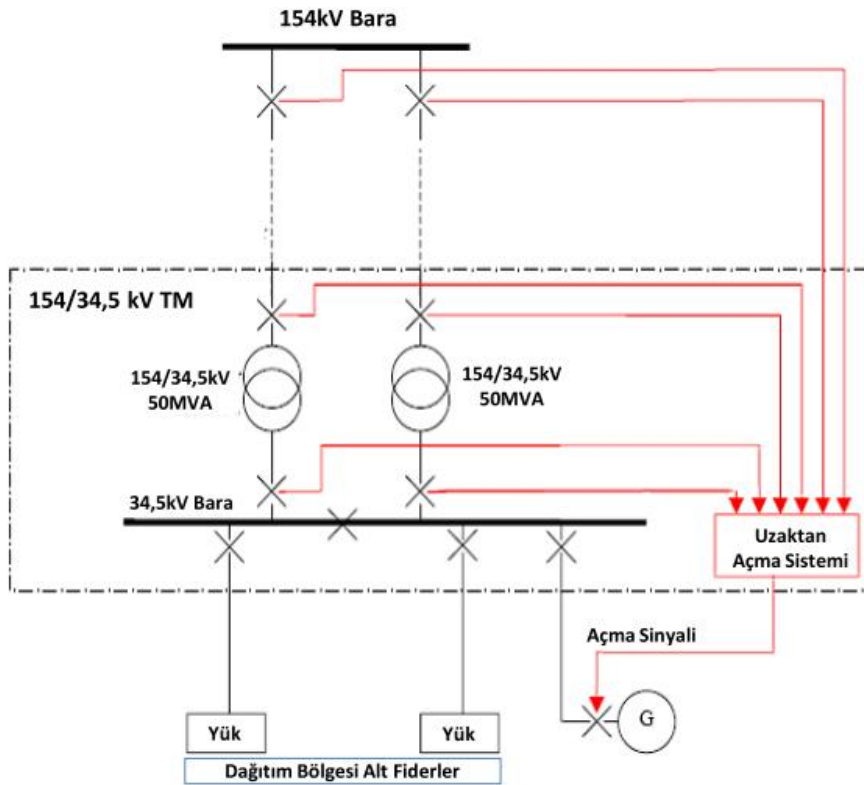 154kV Bara
154/34,5 kV TM
154/34,5kV
50MVA
154/34,5kV
50MVA
34,5kV Bara
Uzaktan
Açma Sistemi
Açma Sinyali
G
Yük
Yük
Dağıtım Bölgesi Alt Fiderler